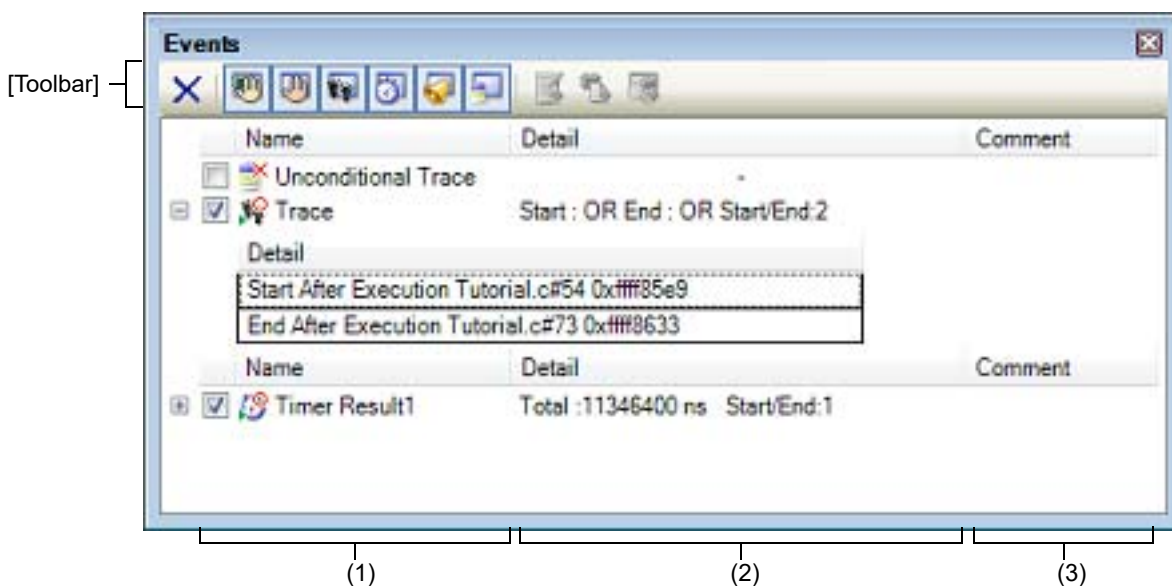 Events
[Toolbar]
Name Detail Comment
Unconditional Trace -
Trace Start : OR End : OR Start/End:2
Detail
Start After Execution Tutorial.c#54 0xffff85e9
End After Execution Tutorial.c#73 0xffff8633
Name Detail Comment
Timer Result1 Total :11346400 ns Start/End:1
(1) (2) (3)